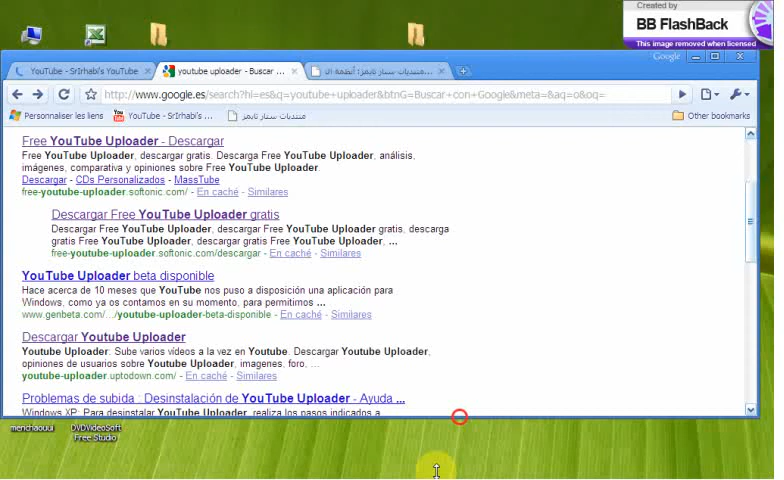 Created by
BB FlashBack
This image removed when licensed
Google
YouTube - SrIrhabi's YouTube
youtube uploader - Buscar ...
منتديات ستار تايمز: أنظمة ال...
http://www.google.es/search?hl=es&q=youtube+uploader&btnG=Buscar+con+Google&meta=&aq=o&oq=
Personnaliser les liens
YouTube - SrIrhabi's ...
منتديات ستار تايمز
Other bookmarks
Free YouTube Uploader - Descargar
Free YouTube Uploader, descargar gratis. Descarga Free YouTube Uploader, análisis,
imágenes, comparativa y opiniones sobre Free YouTube Uploader.
Descargar - CDs Personalizados - MassTube
free-youtube-uploader.softonic.com/ - En caché - Similares
Descargar Free YouTube Uploader gratis
Descargar Free YouTube Uploader, descargar Free YouTube Uploader gratis, descarga
gratis Free YouTube Uploader, descargar gratis Free YouTube Uploader, ...
free-youtube-uploader.softonic.com/descargar - En caché - Similares
YouTube Uploader beta disponible
Hace acerca de 10 meses que YouTube nos puso a disposición una aplicación para
Windows, como ya os contamos en su momento, para permitirnos ...
www.genbeta.com/.../youtube-uploader-beta-disponible - En caché - Similares
Descargar YouTube Uploader
Youtube Uploader. Sube varios vídeos a la vez en Youtube. Descargar Youtube Uploader,
opiniones de usuarios sobre Youtube Uploader, imagenes, foro, ...
youtube-uploader.uptodown.com/ - En caché - Similares
Problemas de subida : Desinstalación de YouTube Uploader - Ayuda ...
Windows XP: Para desinstalar YouTube Uploader, realiza los pasos indicados a
menchaouui
DVDVideoSoft
Free Studio